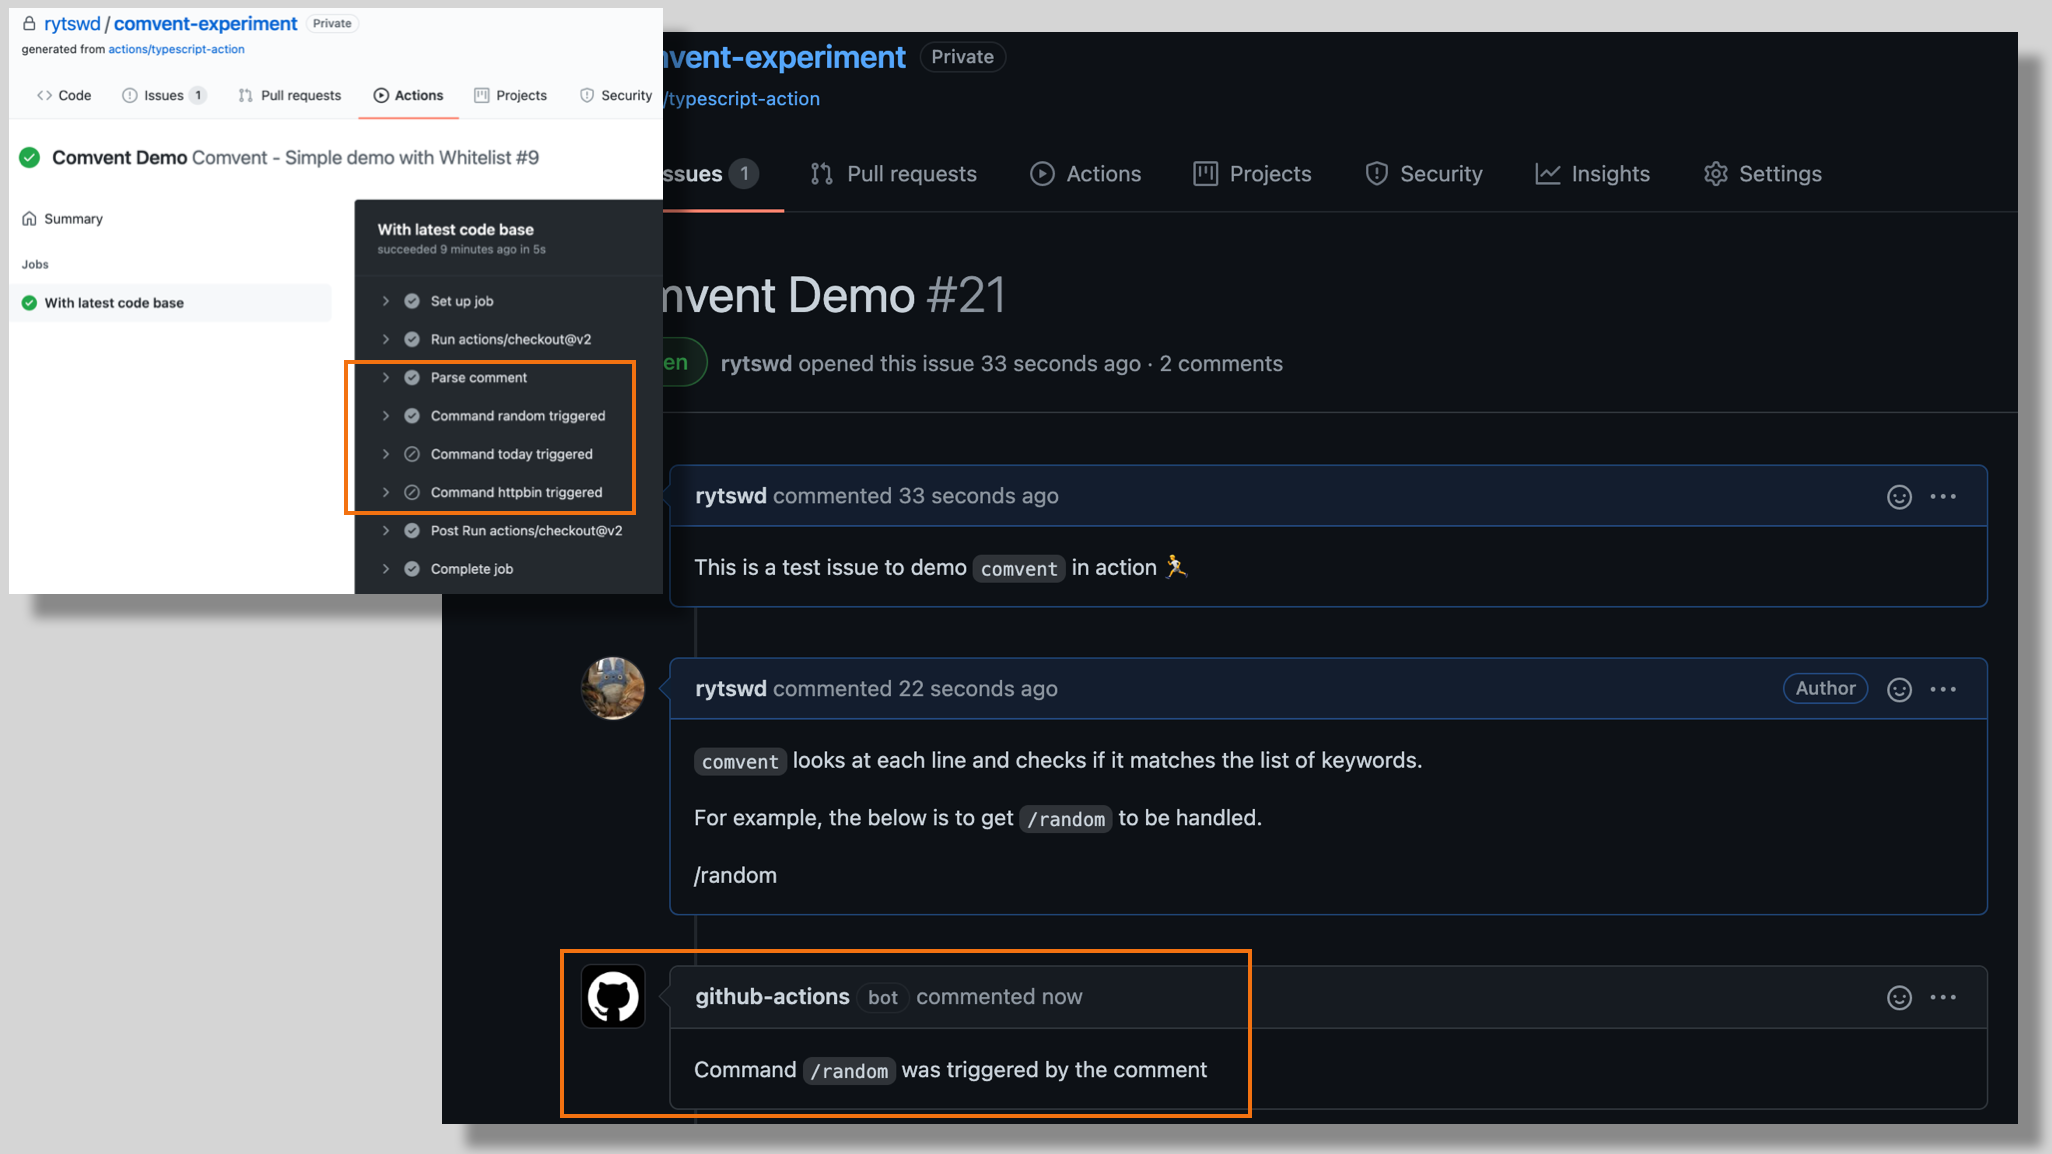 rytswd / comvent-experiment Private
generated from actions/typescript-action
Code Issues 1 Pull requests Actions Projects Security
Comvent Demo Comvent - Simple demo with Whitelist #9
Summary
Jobs
With latest code base
With latest code base
succeeded 9 minutes ago in 5s
Set up job
Run actions/checkout@v2
Parse comment
Command random triggered
Command today triggered
Command httpbin triggered
Post Run actions/checkout@v2
Complete job
vent-experiment Private
/typescript-action
ssues 1 Pull requests Actions Projects Security Insights Settings
mvent Demo #21
en rytswd opened this issue 33 seconds ago · 2 comments
rytswd commented 33 seconds ago
This is a test issue to demo comvent in action 🏃
rytswd commented 22 seconds ago Author
comvent looks at each line and checks if it matches the list of keywords.
For example, the below is to get /random to be handled.
/random
github-actions bot commented now
Command /random was triggered by the comment